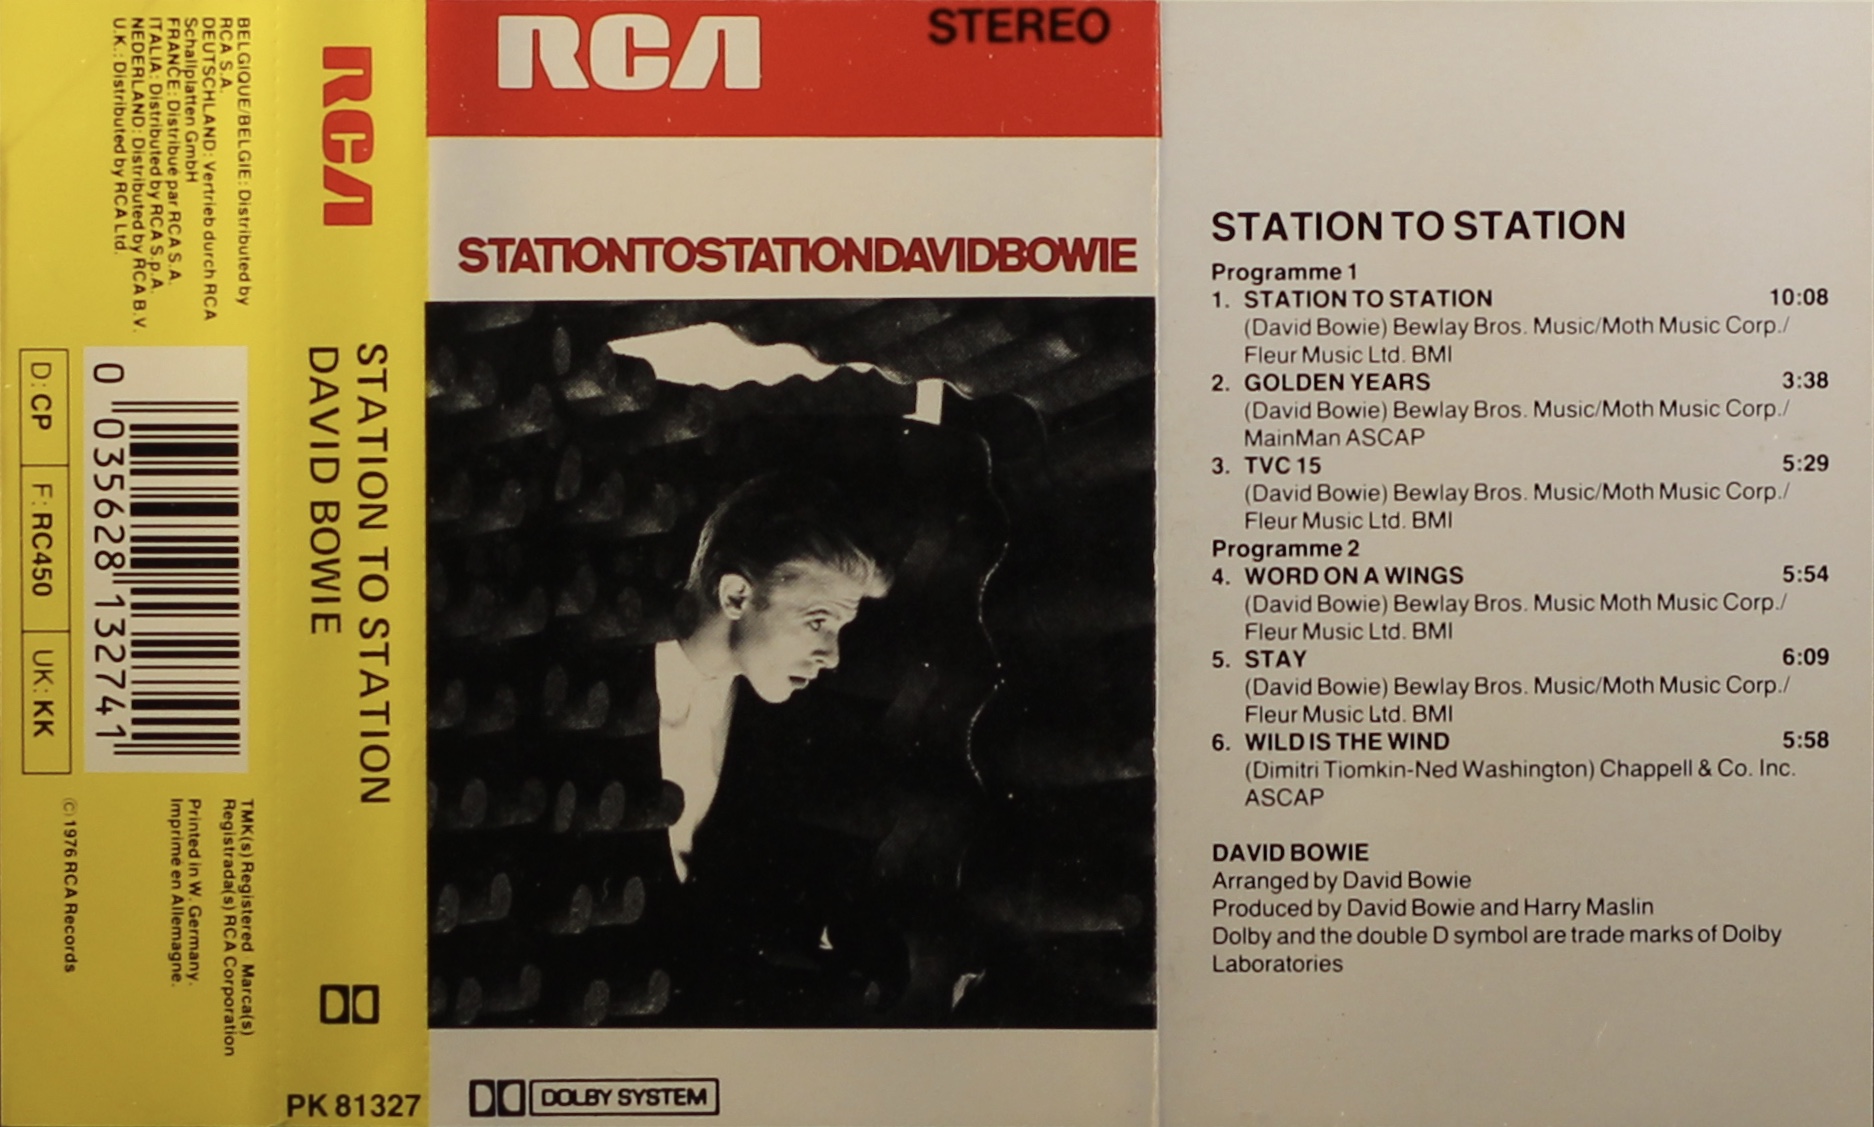 BELGIQUE/BELGIE: Distributed by
RCA S.A.
DEUTSCHLAND: Vertrieb durch RCA
Schallplatten GmbH
FRANCE: Distribué par RCA S.A.
ITALIA: Distributed by RCA S.p.A.
NEDERLAND: Distributed by RCA B.V.
U.K.: Distributed by RCA Ltd.
0 035628 132741
D: CP F: RC450 UK: KK
TMK(s) Registered · Marca(s)
Registrada(s) RCA Corporation
Printed in W. Germany.
Imprimé en Allemagne.
© 1976 RCA Records
RCA
STATION TO STATION
DAVID BOWIE
PK 81327
RCA
STEREO
STATIONTOSTATIONDAVIDBOWIE
DOLBY SYSTEM
STATION TO STATION
Programme 1
1. STATION TO STATION 10:08
(David Bowie) Bewlay Bros. Music/Moth Music Corp./
Fleur Music Ltd. BMI
2. GOLDEN YEARS 3:38
(David Bowie) Bewlay Bros. Music/Moth Music Corp./
MainMan ASCAP
3. TVC 15 5:29
(David Bowie) Bewlay Bros. Music/Moth Music Corp./
Fleur Music Ltd. BMI
Programme 2
4. WORD ON A WINGS 5:54
(David Bowie) Bewlay Bros. Music Moth Music Corp./
Fleur Music Ltd. BMI
5. STAY 6:09
(David Bowie) Bewlay Bros. Music/Moth Music Corp./
Fleur Music Ltd. BMI
6. WILD IS THE WIND 5:58
(Dimitri Tiomkin-Ned Washington) Chappell & Co. Inc.
ASCAP
DAVID BOWIE
Arranged by David Bowie
Produced by David Bowie and Harry Maslin
Dolby and the double D symbol are trade marks of Dolby
Laboratories